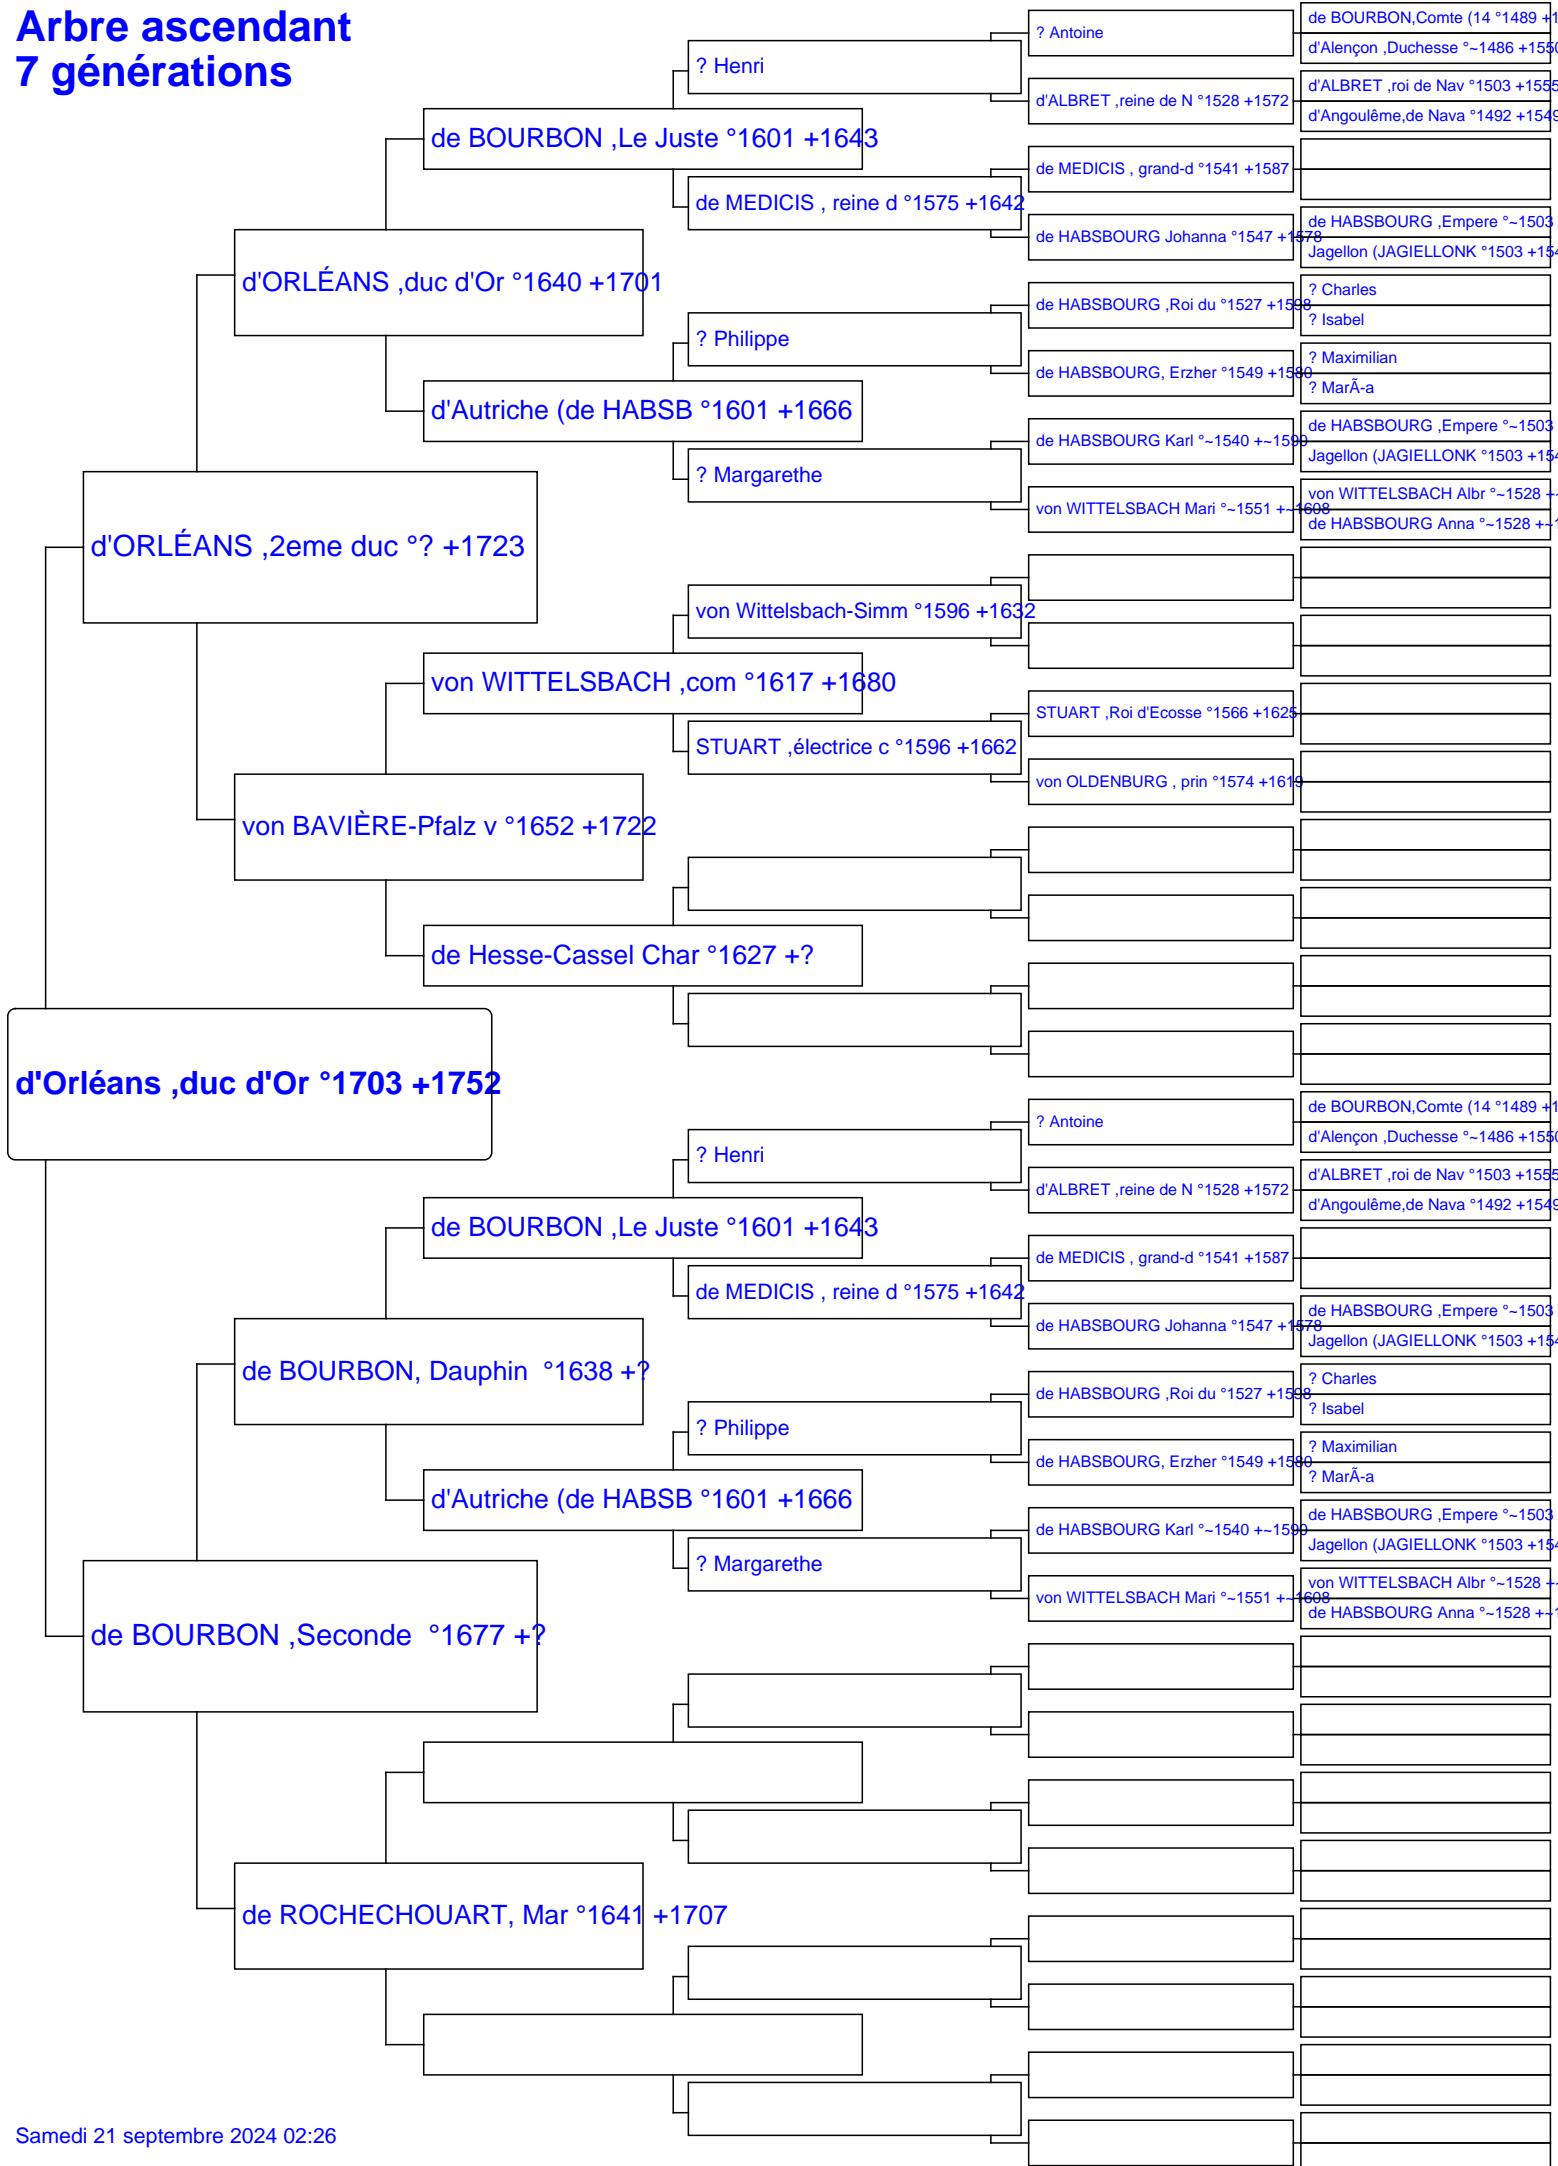 Arbre ascendant
7 générations
de BOURBON,Comte (14 °1489 +1
? Antoine
d'Alençon ,Duchesse °~1486 +1550
? Henri
d'ALBRET ,roi de Nav °1503 +1555
d'ALBRET ,reine de N °1528 +1572
d'Angoulême,de Nava °1492 +1549
de BOURBON ,Le Juste °1601 +1643
de MEDICIS , grand-d °1541 +1587
de MEDICIS , reine d °1575 +1642
de HABSBOURG ,Empere °~1503
de HABSBOURG Johanna °1547 +1578
Jagellon (JAGIELLONK °1503 +154
d'ORLÉANS ,duc d'Or °1640 +1701
? Charles
de HABSBOURG ,Roi du °1527 +1598
? Isabel
? Philippe
? Maximilian
de HABSBOURG, Erzher °1549 +1580
? MarÃ-a
d'Autriche (de HABSB °1601 +1666
de HABSBOURG ,Empere °~1503
de HABSBOURG Karl °~1540 +~1590
Jagellon (JAGIELLONK °1503 +154
? Margarethe
von WITTELSBACH Albr °~1528 +~
von WITTELSBACH Mari °~1551 +~1608
de HABSBOURG Anna °~1528 +~1
d'ORLÉANS ,2eme duc °? +1723
von Wittelsbach-Simm °1596 +1632
von WITTELSBACH ,com °1617 +1680
STUART ,Roi d'Ecosse °1566 +1625
STUART ,électrice c °1596 +1662
von OLDENBURG , prin °1574 +1619
von BAVIÈRE-Pfalz v °1652 +1722
de Hesse-Cassel Char °1627 +?
d'Orléans ,duc d'Or °1703 +1752
de BOURBON,Comte (14 °1489 +1
? Antoine
d'Alençon ,Duchesse °~1486 +1550
? Henri
d'ALBRET ,roi de Nav °1503 +1555
d'ALBRET ,reine de N °1528 +1572
d'Angoulême,de Nava °1492 +1549
de BOURBON ,Le Juste °1601 +1643
de MEDICIS , grand-d °1541 +1587
de MEDICIS , reine d °1575 +1642
de HABSBOURG ,Empere °~1503
de HABSBOURG Johanna °1547 +1578
Jagellon (JAGIELLONK °1503 +154
de BOURBON, Dauphin °1638 +?
? Charles
de HABSBOURG ,Roi du °1527 +1598
? Isabel
? Philippe
? Maximilian
de HABSBOURG, Erzher °1549 +1580
? MarÃ-a
d'Autriche (de HABSB °1601 +1666
de HABSBOURG ,Empere °~1503
de HABSBOURG Karl °~1540 +~1590
Jagellon (JAGIELLONK °1503 +154
? Margarethe
von WITTELSBACH Albr °~1528 +~
von WITTELSBACH Mari °~1551 +~1608
de HABSBOURG Anna °~1528 +~1
de BOURBON ,Seconde °1677 +?
de ROCHECHOUART, Mar °1641 +1707
Samedi 21 septembre 2024 02:26